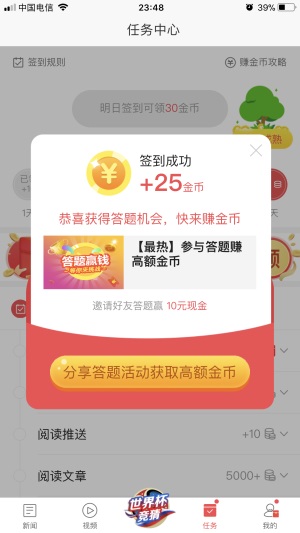 中国电信
23:48
39%
任务中心
签到规则
赚金币攻略
明日签到可领30金币
签到成功
+25金币
恭喜获得答题机会，快来赚金币
答题赢钱
【最热】参与答题赚
高额金币
邀请好友答题赢 10元现金
分享答题活动获取高额金币
阅读推送
+10
阅读文章
5000+
世界杯
竞猜
新闻
视频
任务
我的